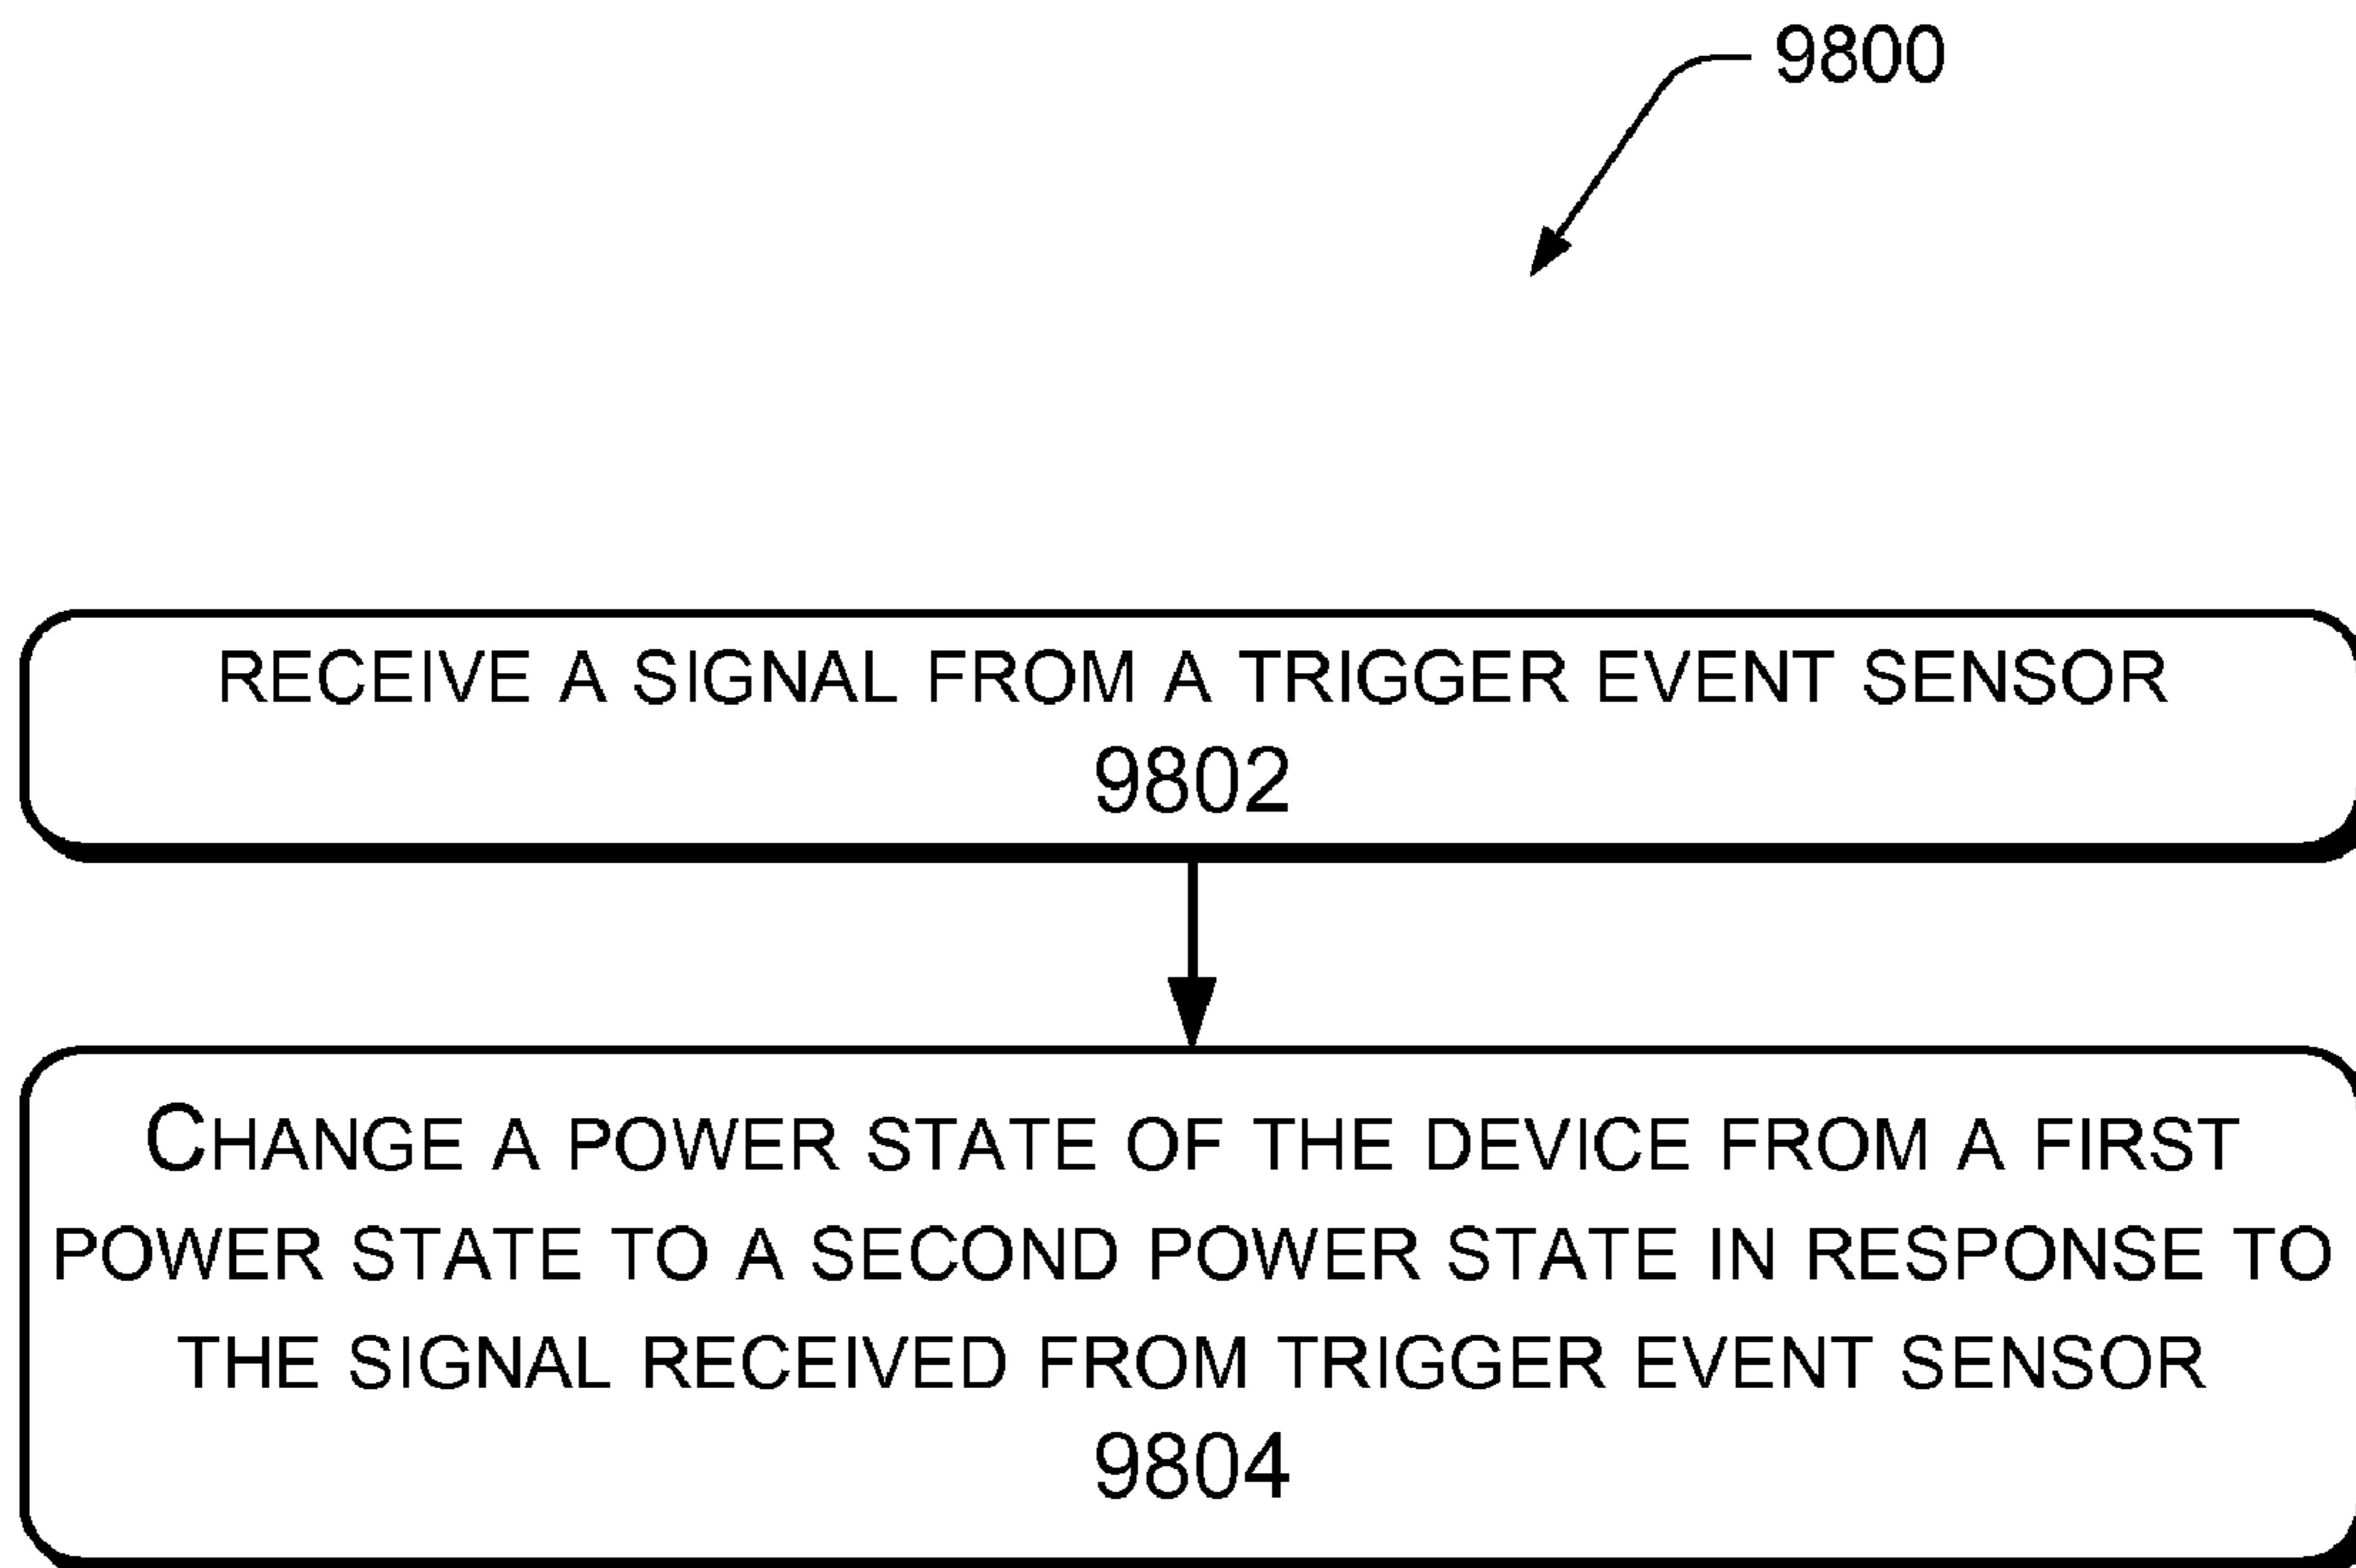 9800
RECEIVE A SIGNAL FROM A TRIGGER EVENT SENSOR
9802
CHANGE A POWER STATE OF THE DEVICE FROM A FIRST
POWER STATE TO A SECOND POWER STATE IN RESPONSE TO
THE SIGNAL RECEIVED FROM TRIGGER EVENT SENSOR
9804